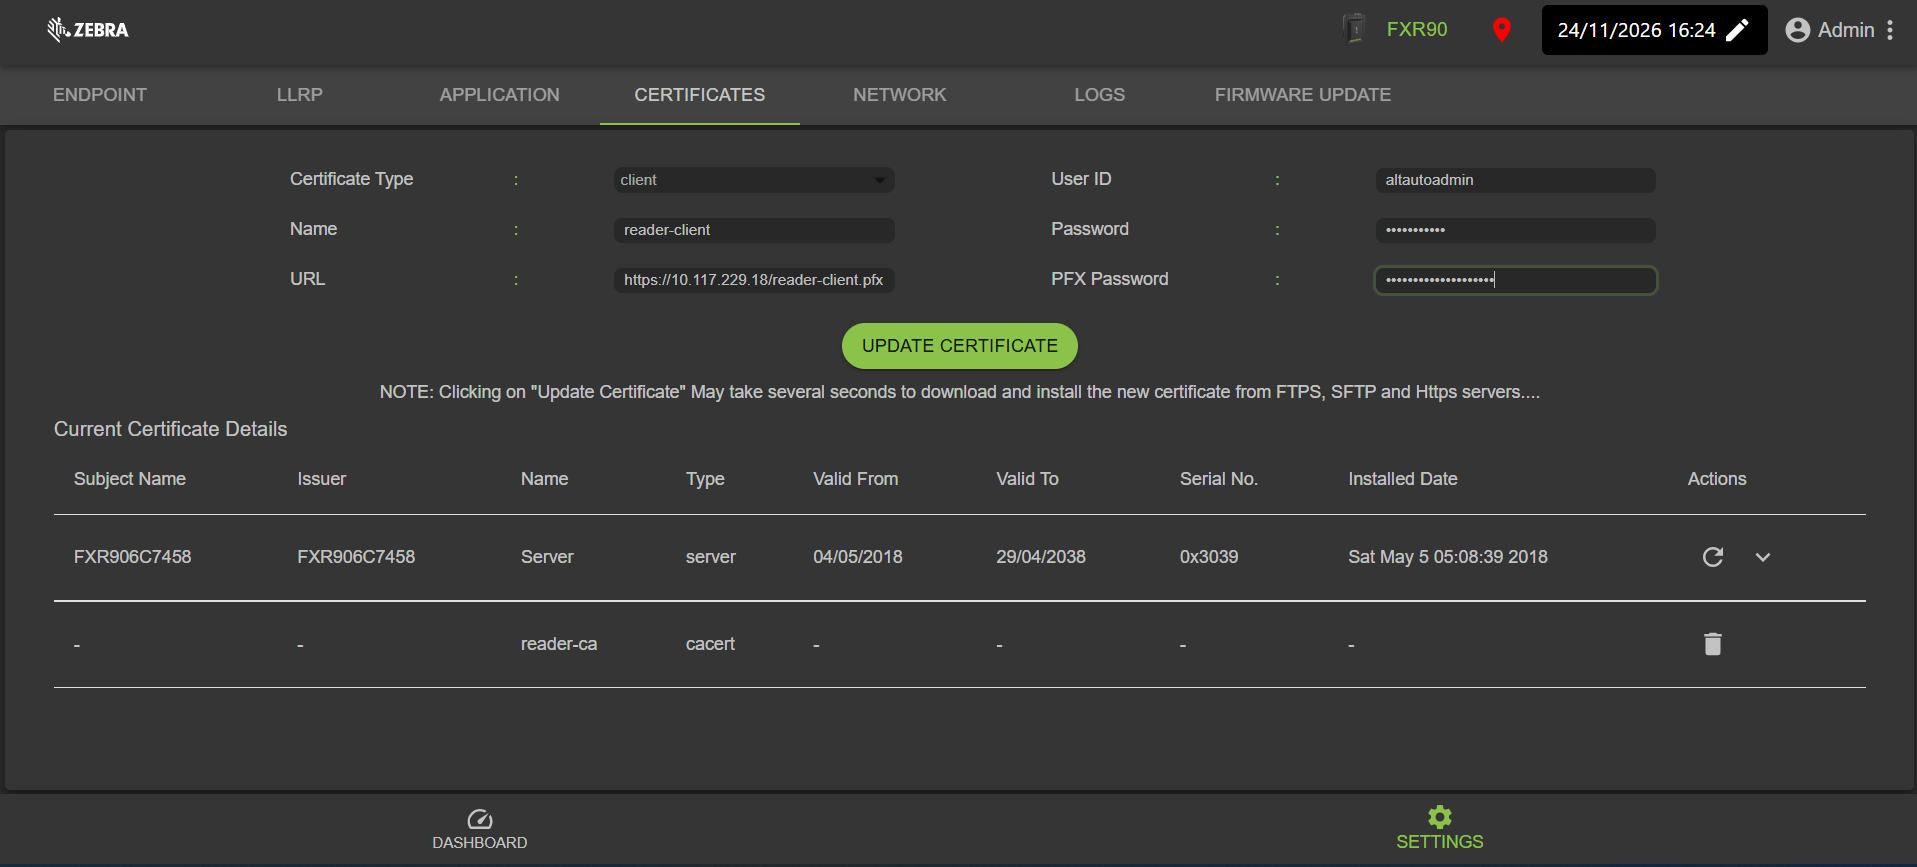 ZEBRA
FXR90
24/11/2026 16:24
Admin
ENDPOINT LLRP APPLICATION CERTIFICATES NETWORK LOGS FIRMWARE UPDATE
Certificate Type : client User ID : altautoadmin
Name : reader-client Password : •••••••••••
URL : https://10.117.229.18/reader-client.pfx PFX Password : ••••••••••••••••••••
UPDATE CERTIFICATE
NOTE: Clicking on "Update Certificate" May take several seconds to download and install the new certificate from FTPS, SFTP and Https servers....
Current Certificate Details
Subject Name Issuer Name Type Valid From Valid To Serial No. Installed Date Actions
FXR906C7458 FXR906C7458 Server server 04/05/2018 29/04/2038 0x3039 Sat May 5 05:08:39 2018
- - reader-ca cacert - - - -
DASHBOARD SETTINGS